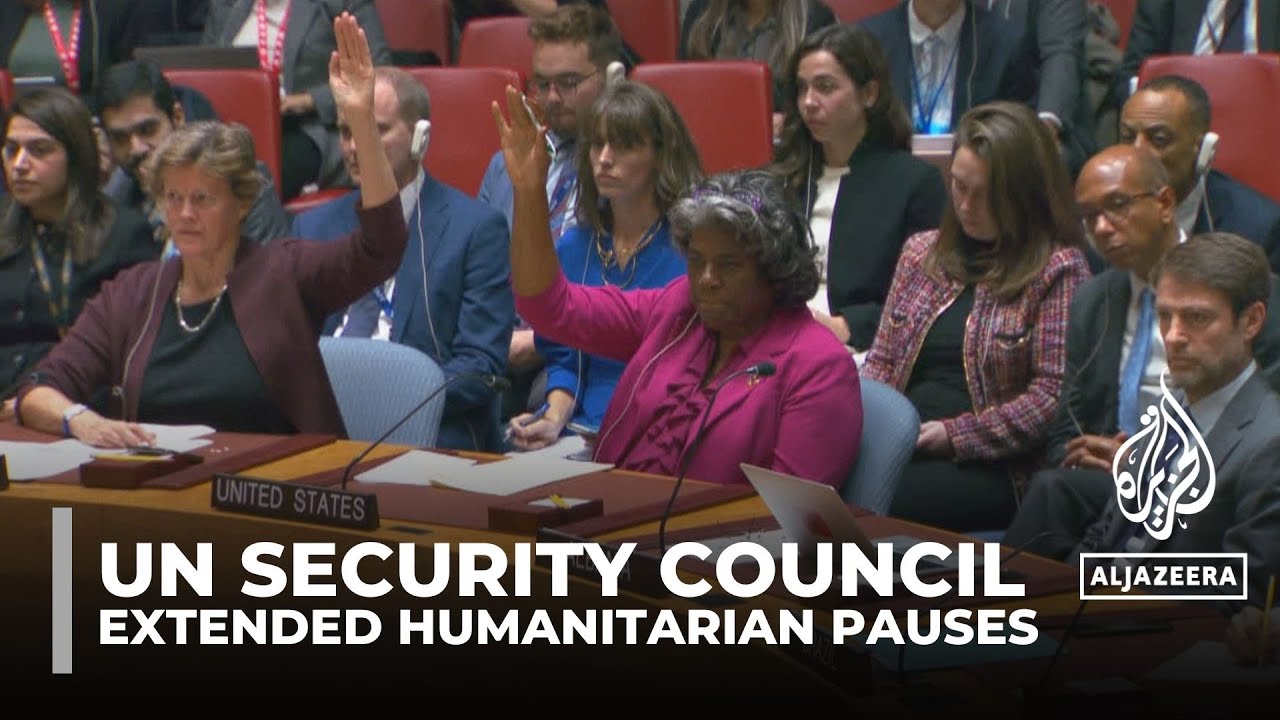 UNITED STATES
UN SECURITY COUNCIL
EXTENDED HUMANITARIAN PAUSES
الجزيرة
ALJAZEERA